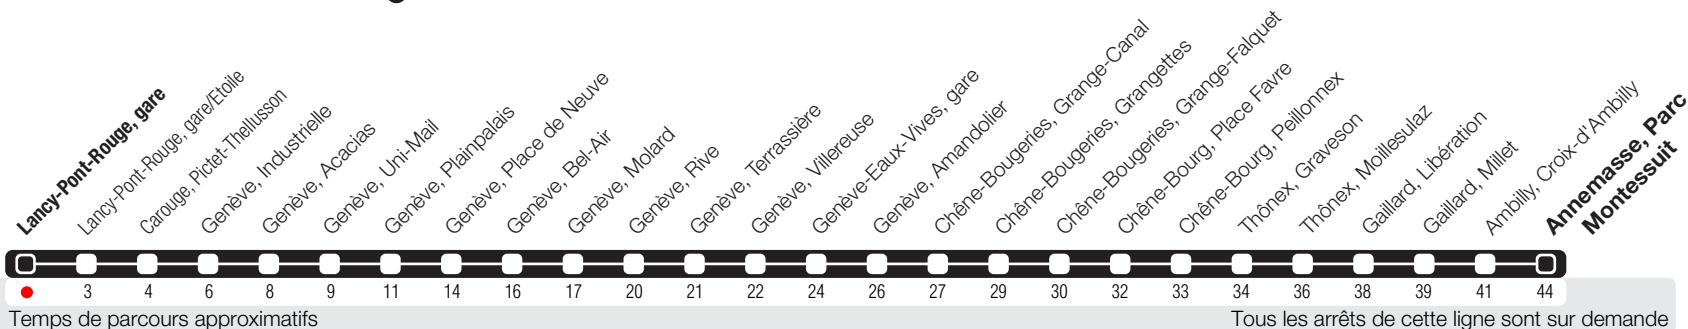 Lancy-Pont-Rouge, gare
Lancy-Pont-Rouge, gare/Etoile
Carouge, Pictet-Thellusson
Genève, Industrielle
Genève, Acacias
Genève, Uni-Mail
Genève, Plainpalais
Genève, Place de Neuve
Genève, Bel-Air
Genève, Molard
Genève, Rive
Genève, Terrassière
Genève, Villereuse
Genève-Eaux-Vives, gare
Genève, Amandolier
Chêne-Bougeries, Grange-Canal
Chêne-Bougeries, Grangettes
Chêne-Bougeries, Grange-Falquet
Chêne-Bourg, Place Favre
Chêne-Bourg, Peillonnex
Thônex, Graveson
Thônex, Moillesulaz
Gaillard, Libération
Gaillard, Millet
Ambilly, Croix-d'Ambilly
Annemasse, Parc
Montessuit
3 4 6 8 9 11 14 16 17 20 21 22 24 26 27 29 30 32 33 34 36 38 39 41 44
Temps de parcours approximatifs
Tous les arrêts de cette ligne sont sur demande